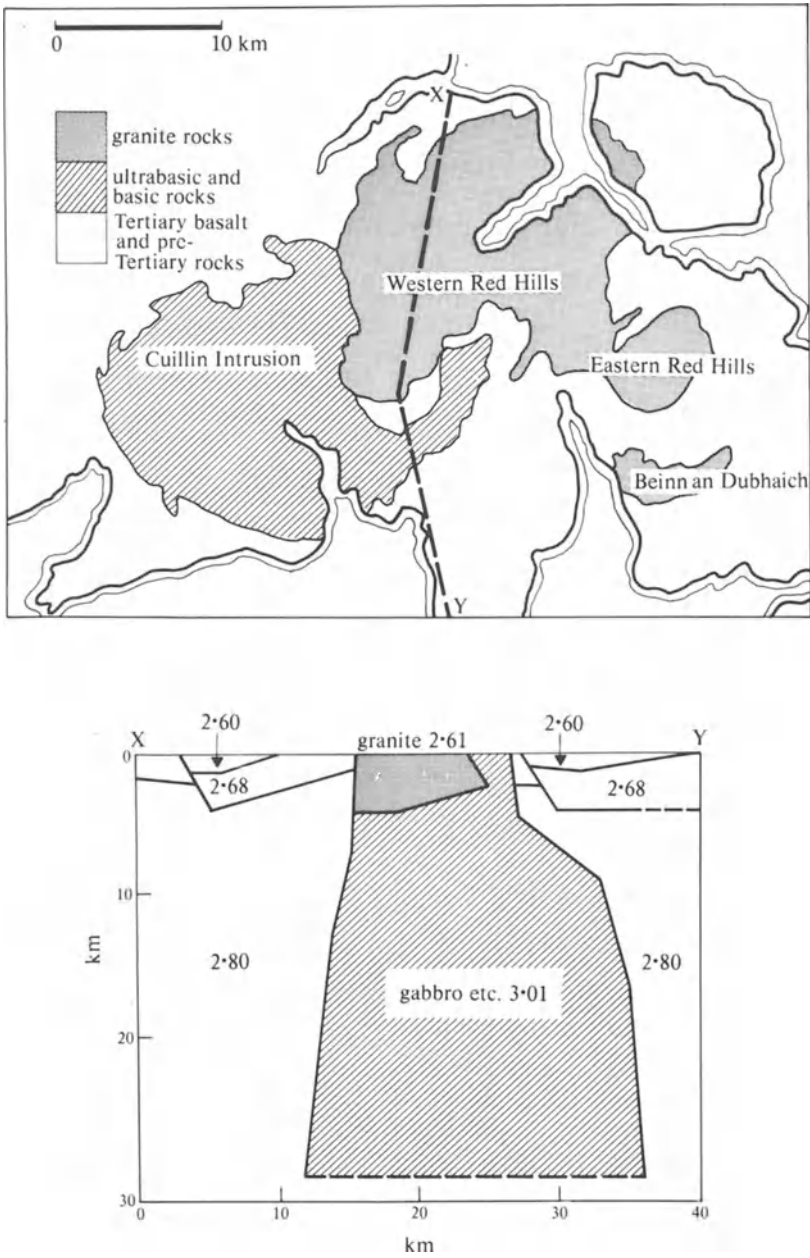 0 10 km
granite rocks
ultrabasic and
basic rocks
Tertiary basalt
and pre-
Tertiary rocks
X
Western Red Hills
Cuillin Intrusion
Eastern Red Hills
Beinn an Dubhaich
Y
X 2·60 granite 2·61 2·60 Y
0
2·68 2·68
10
km
2·80 2·80
gabbro etc. 3·01
20
30
0 10 20 30 40
km